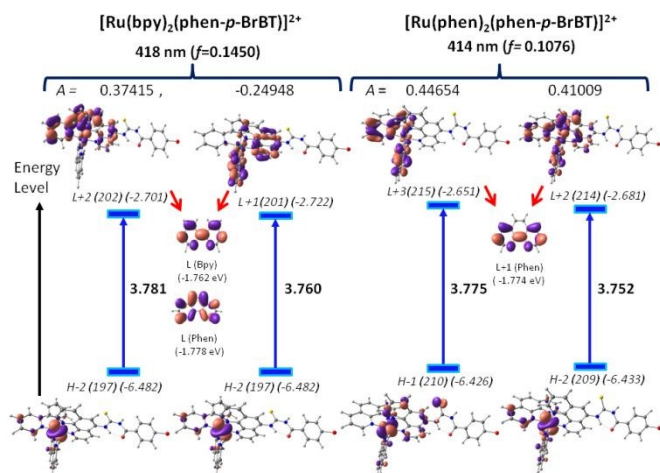 [Ru(bpy)₂(phen-p-BrBT)]²⁺
418 nm (f=0.1450)
[Ru(phen)₂(phen-p-BrBT)]²⁺
414 nm (f= 0.1076)
A = 0.37415 , -0.24948
A = 0.44654 0.41009
Energy
Level
L+2 (202) (-2.701)
L+1(201) (-2.722)
L+3(215) (-2.651)
L+2 (214) (-2.681)
L (Bpy)
(-1.762 eV)
L (Phen)
(-1.778 eV)
L+1 (Phen)
(-1.774 eV)
3.781
3.760
3.775
3.752
H-2 (197) (-6.482)
H-2 (197) (-6.482)
H-1 (210) (-6.426)
H-2 (209) (-6.433)